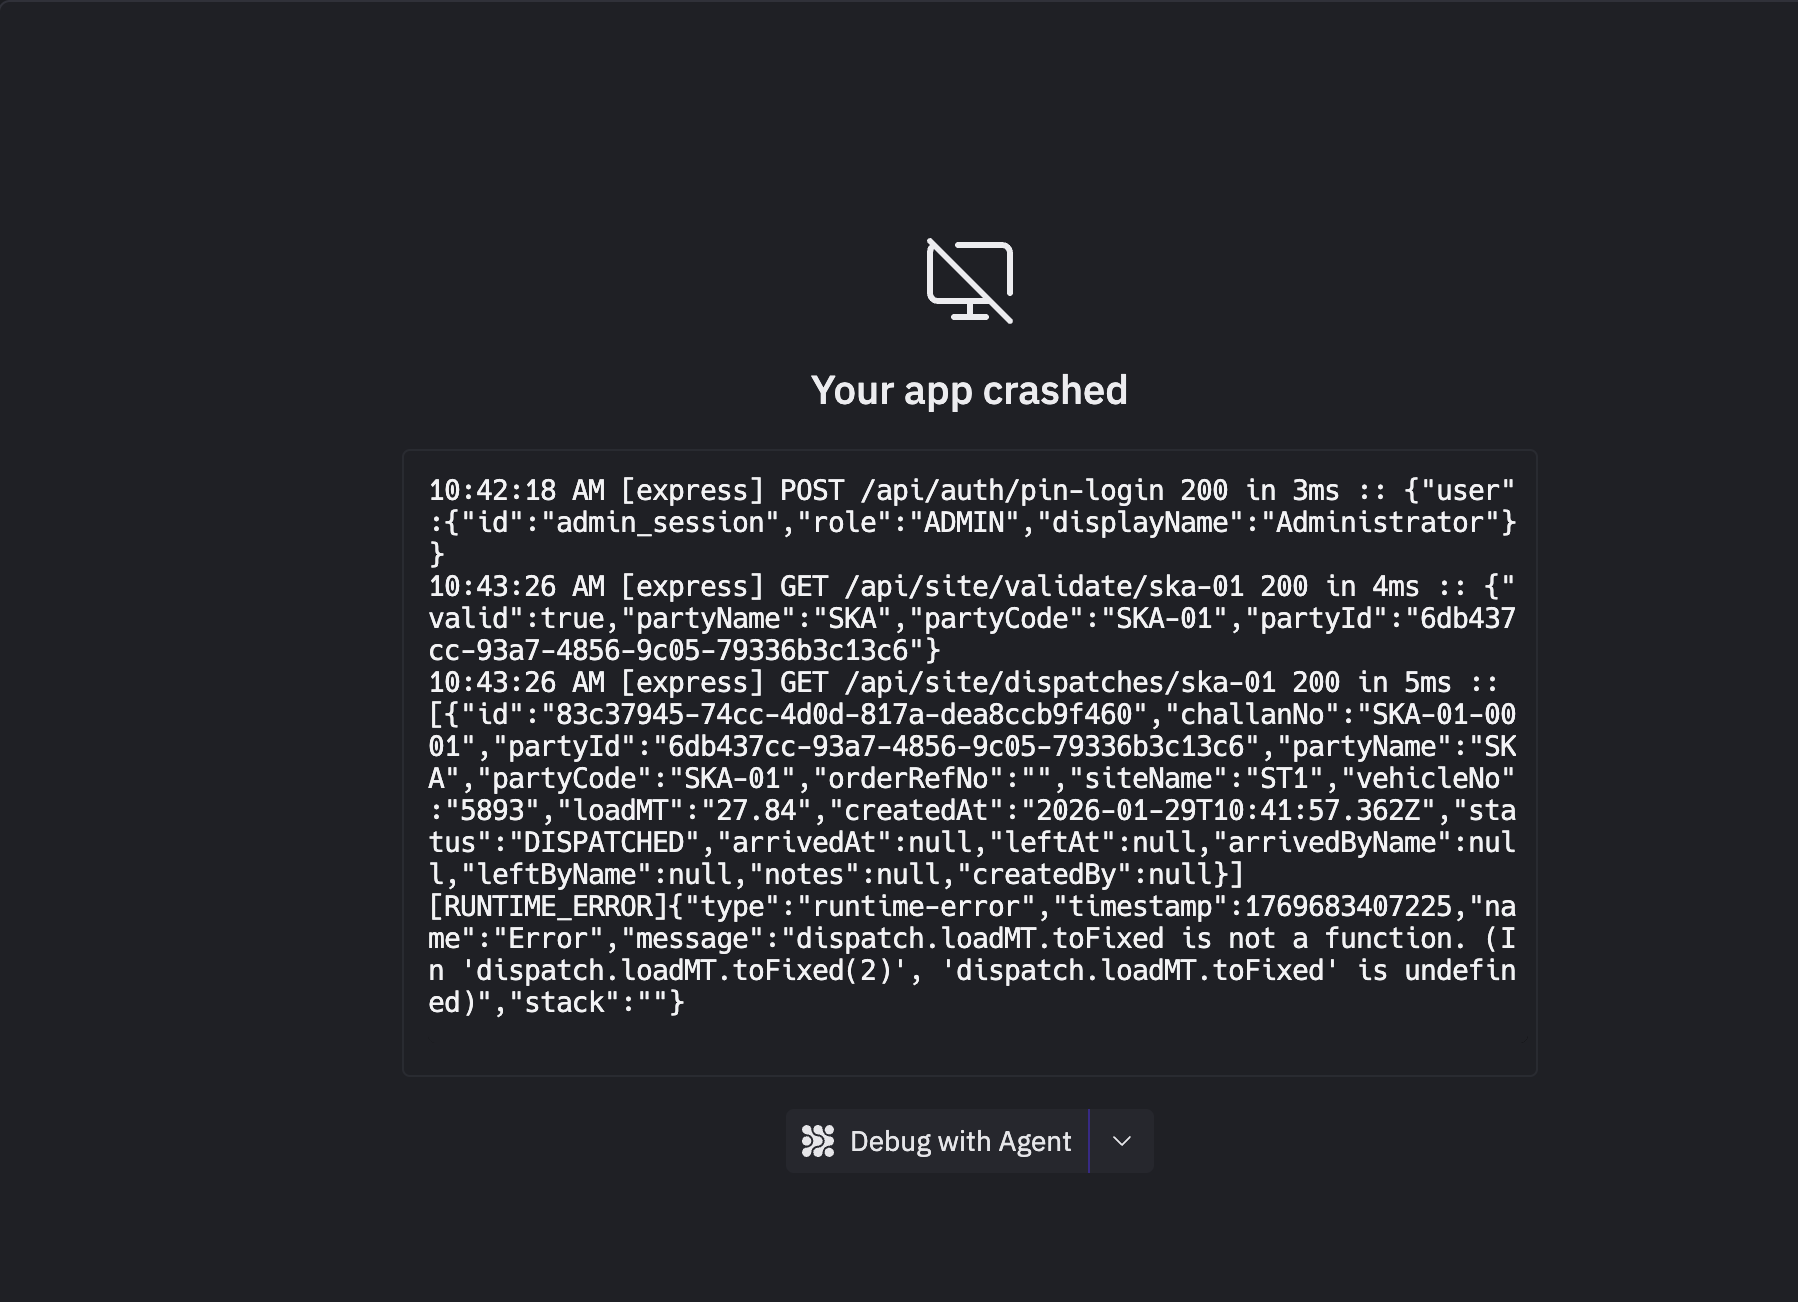 Your app crashed
10:42:18 AM [express] POST /api/auth/pin-login 200 in 3ms :: {"user"
:{"id":"admin_session","role":"ADMIN","displayName":"Administrator"}
}
10:43:26 AM [express] GET /api/site/validate/ska-01 200 in 4ms :: {"
valid":true,"partyName":"SKA","partyCode":"SKA-01","partyId":"6db437
cc-93a7-4856-9c05-79336b3c13c6"}
10:43:26 AM [express] GET /api/site/dispatches/ska-01 200 in 5ms ::
[{"id":"83c37945-74cc-4d0d-817a-dea8ccb9f460","challanNo":"SKA-01-00
01","partyId":"6db437cc-93a7-4856-9c05-79336b3c13c6","partyName":"SK
A","partyCode":"SKA-01","orderRefNo":"","siteName":"ST1","vehicleNo"
:"5893","loadMT":"27.84","createdAt":"2026-01-29T10:41:57.362Z","sta
tus":"DISPATCHED","arrivedAt":null,"leftAt":null,"arrivedByName":nul
l,"leftByName":null,"notes":null,"createdBy":null}]
[RUNTIME_ERROR]{"type":"runtime-error","timestamp":1769683407225,"na
me":"Error","message":"dispatch.loadMT.toFixed is not a function. (I
n 'dispatch.loadMT.toFixed(2)', 'dispatch.loadMT.toFixed' is undefin
ed)","stack":""}
Debug with Agent